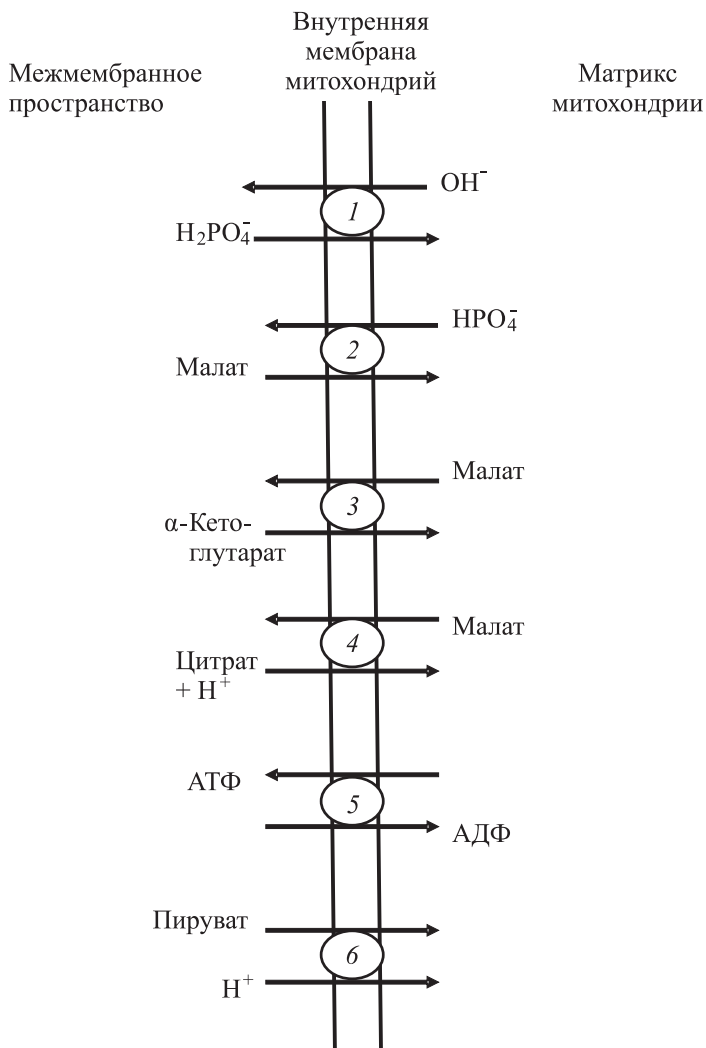 Внутренняя
мембрана
митохондрий
Межмембранное
пространство
Матрикс
митохондрии
OH⁻
1
H₂PO₄⁻
HPO₄⁻
2
Малат
Малат
3
α-Кето-
глутарат
Малат
4
Цитрат
+ H⁺
АТФ
5
АДФ
Пируват
6
H⁺